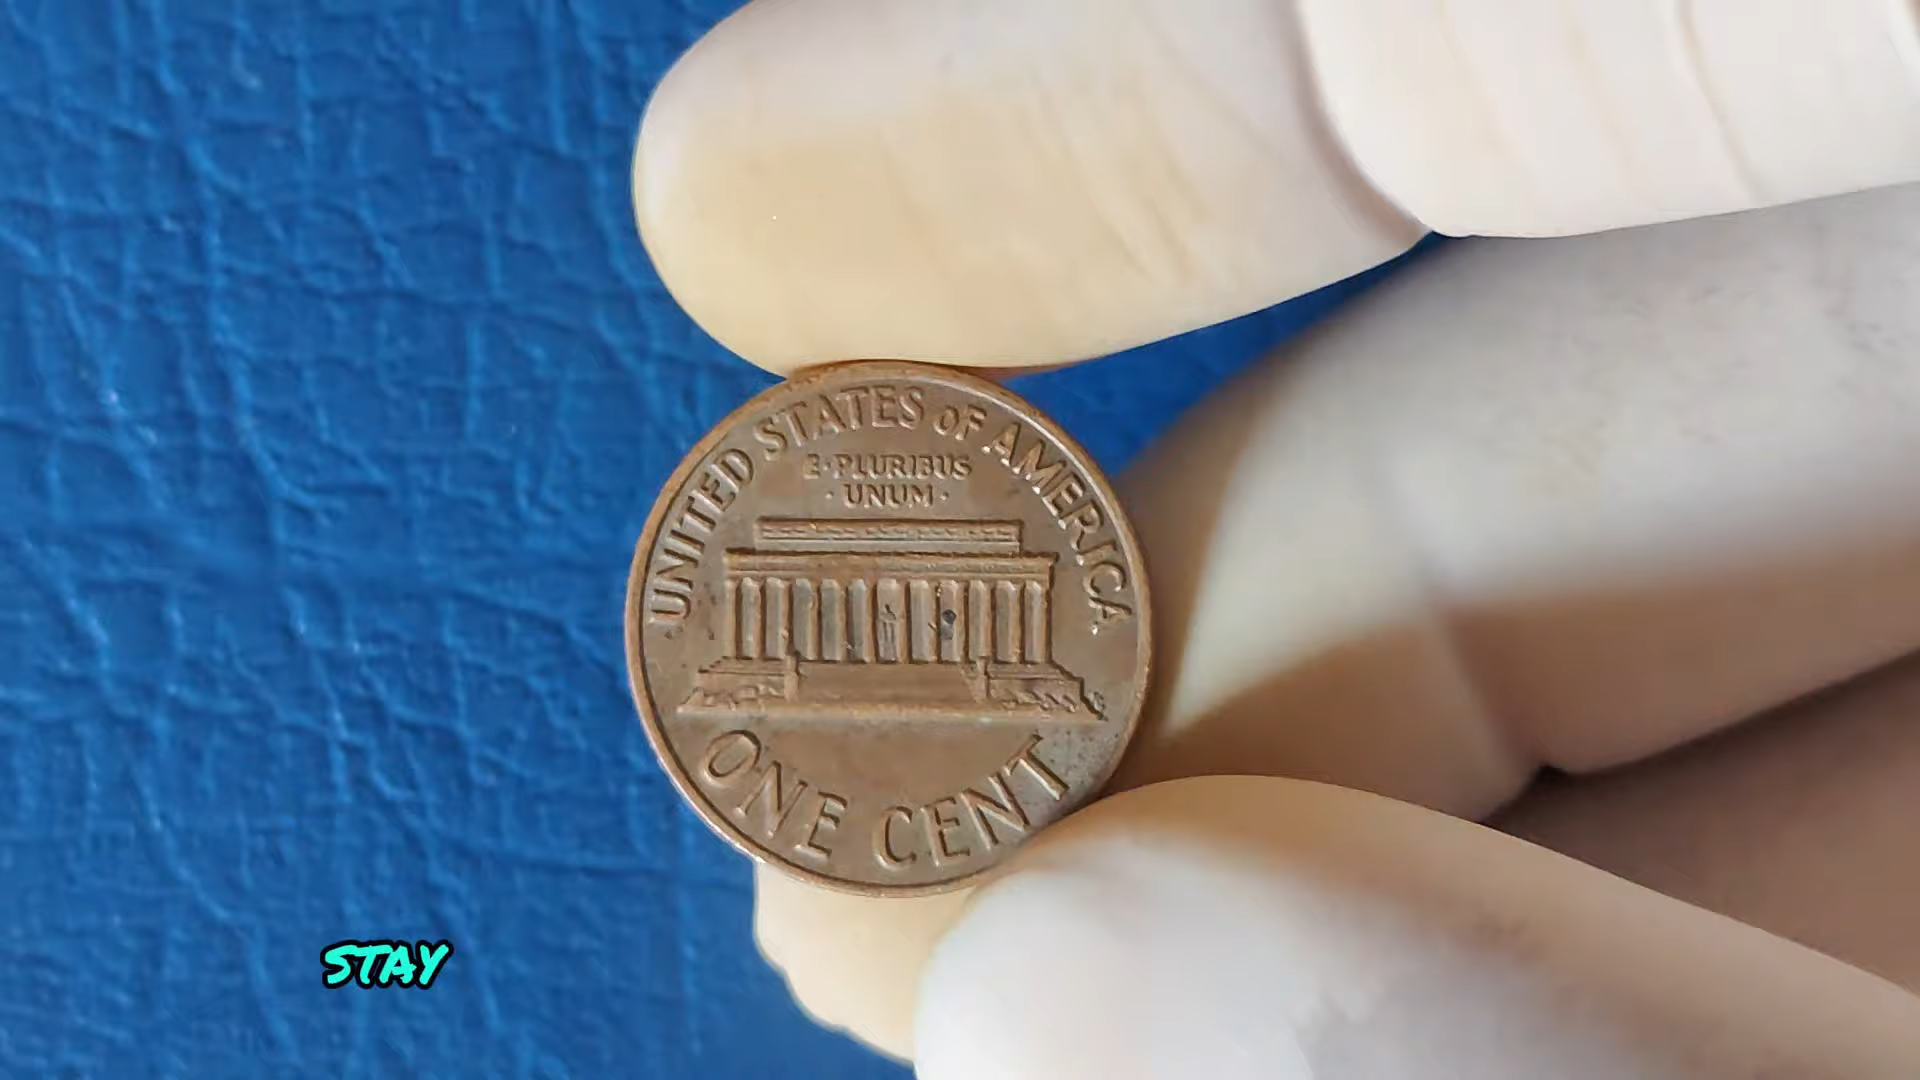 UNITED STATES OF AMERICA
E·PLURIBUS
·UNUM·
ONE CENT
STAY